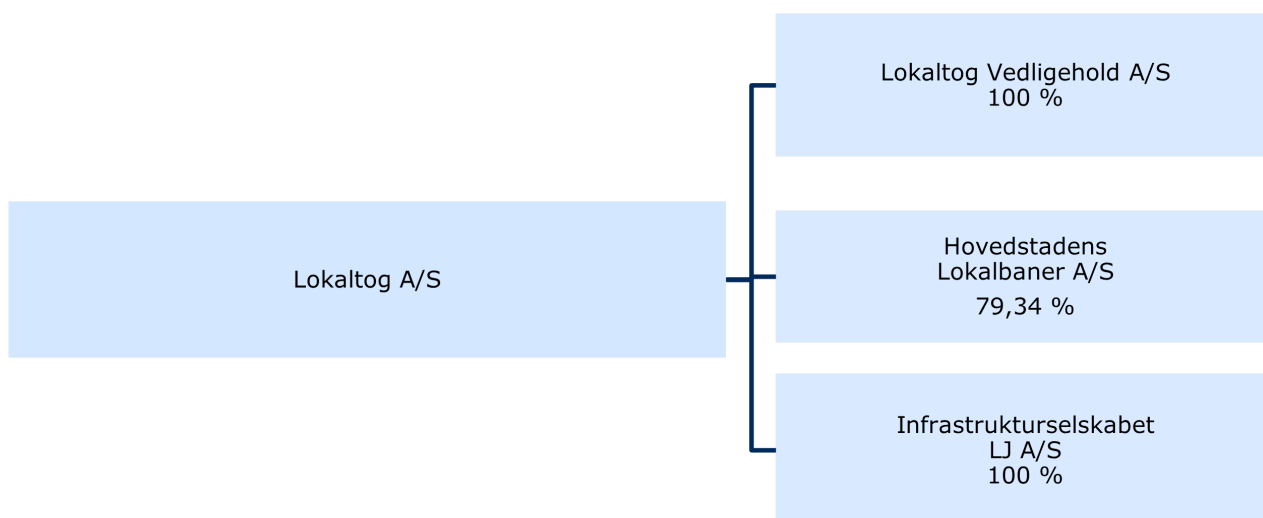 Lokaltog A/S
Lokaltog Vedligehold A/S
100 %
Hovedstadens
Lokalbaner A/S
79,34 %
Infrastrukturselskabet
LJ A/S
100 %